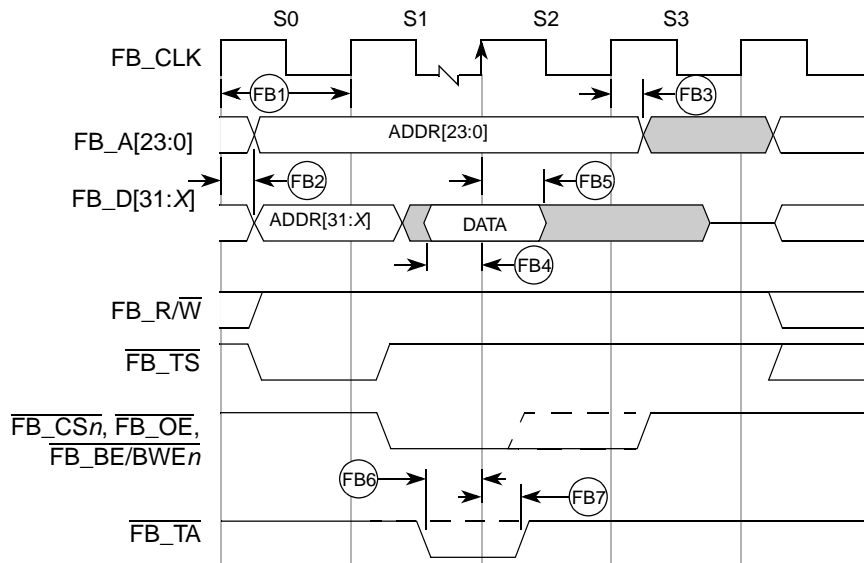 S0 S1 S2 S3
FB_CLK
FB1 FB3
FB_A[23:0] ADDR[23:0]
FB2 FB5
FB_D[31:X] ADDR[31:X] DATA
FB4
FB_R/W
FB_TS
FB_CSn, FB_OE,
FB_BE/BWEn
FB6 FB7
FB_TA